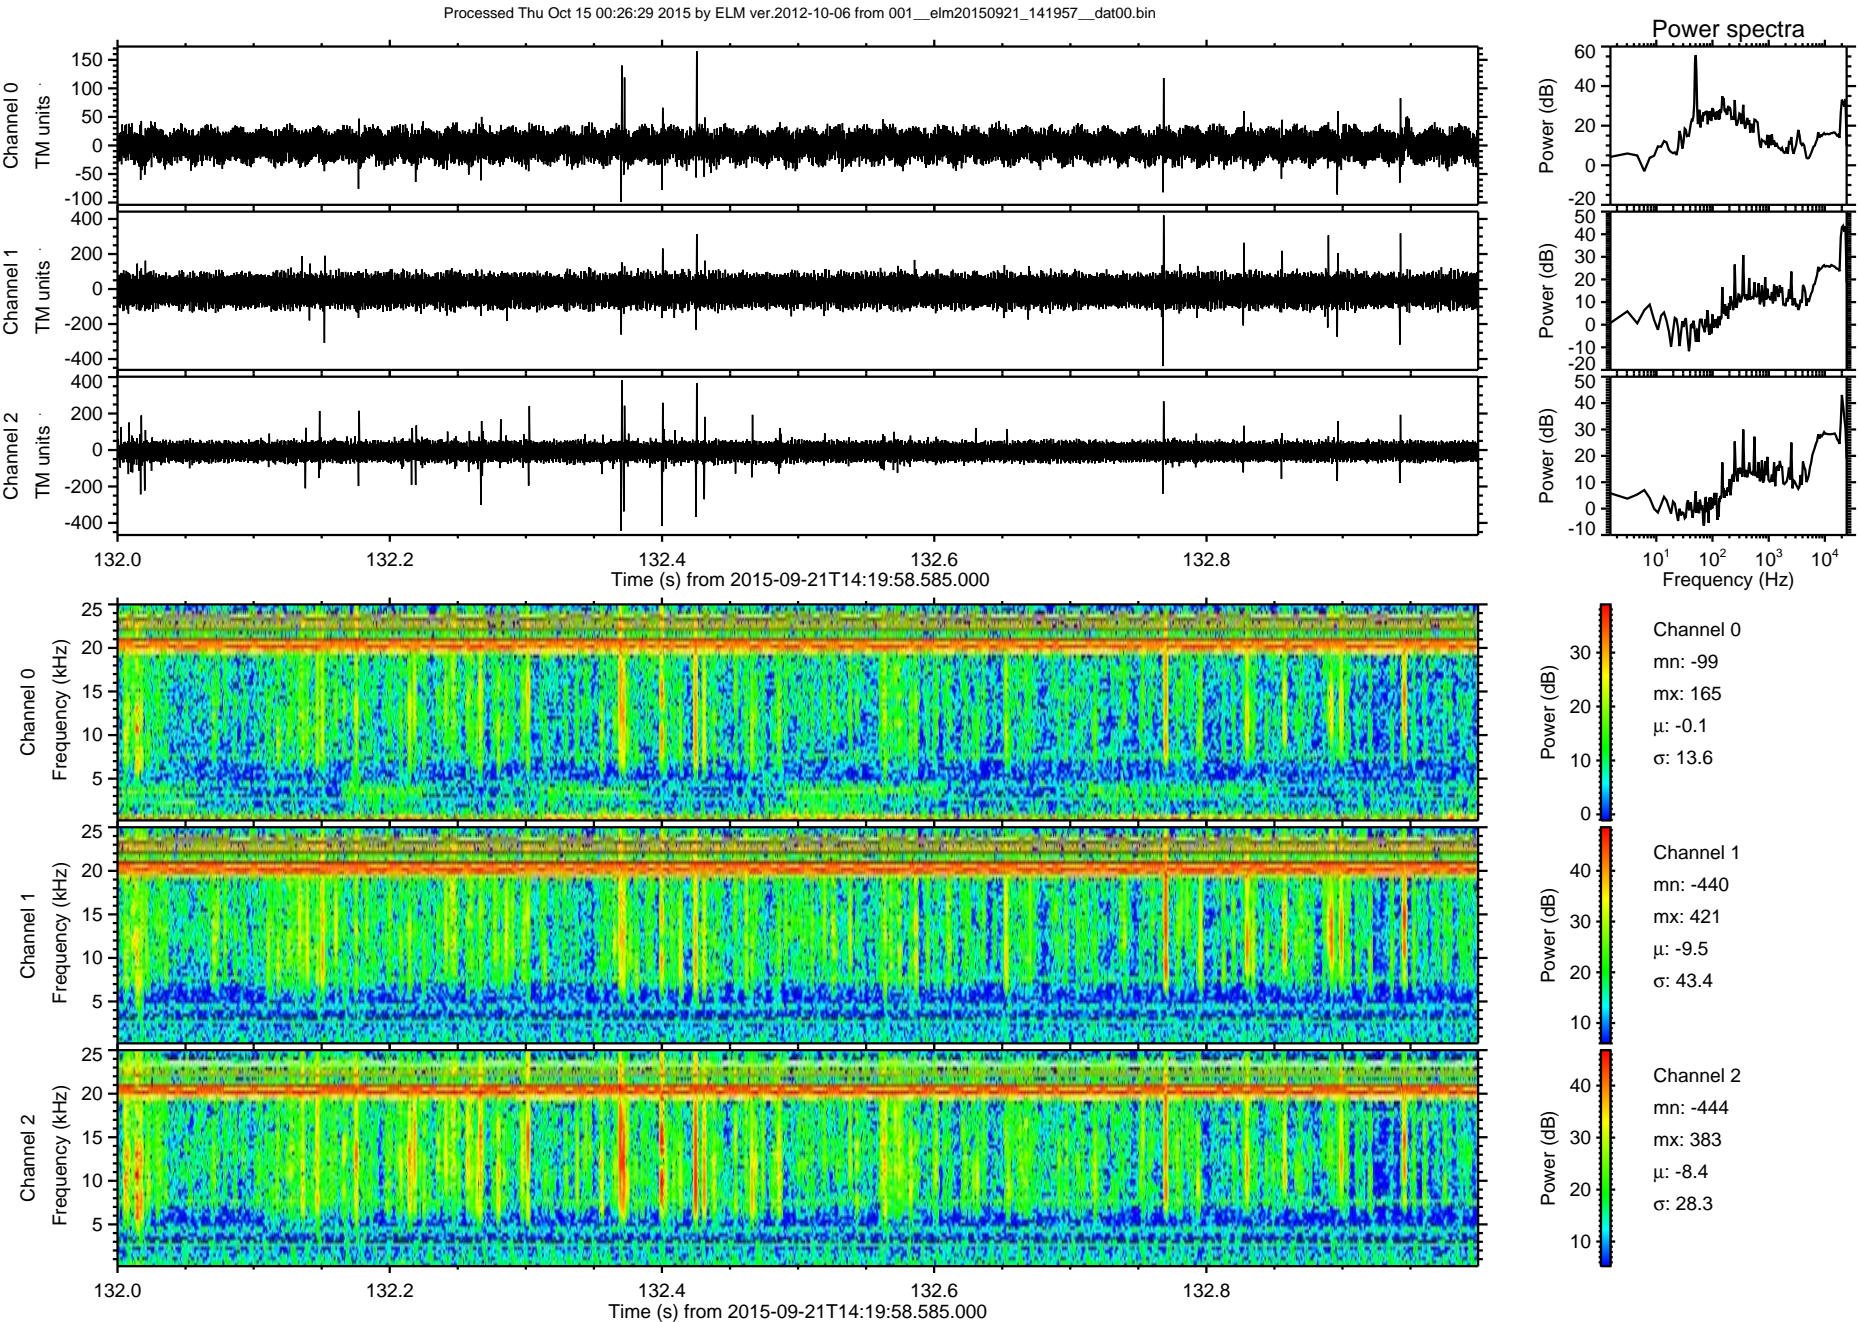 Processed Thu Oct 15 00:26:29 2015 by ELM ver.2012-10-06 from 001__elm20150921_141957__dat00.bin
Power spectra
Channel 0
TM units
150
100
50
0
-50
-100
Power (dB)
60
40
20
0
-20
Channel 1
TM units
400
200
0
-200
-400
Power (dB)
50
40
30
20
10
0
-10
-20
Channel 2
TM units
400
200
0
-200
-400
Power (dB)
50
40
30
20
10
0
-10
132.0 132.2 132.4 132.6 132.8
Time (s) from 2015-09-21T14:19:58.585.000
10^1 10^2 10^3 10^4
Frequency (Hz)
Channel 0
Frequency (kHz)
25
20
15
10
5
Power (dB)
30
20
10
0
Channel 0
mn: -99
mx: 165
μ: -0.1
σ: 13.6
Channel 1
Frequency (kHz)
25
20
15
10
5
Power (dB)
40
30
20
10
Channel 1
mn: -440
mx: 421
μ: -9.5
σ: 43.4
Channel 2
Frequency (kHz)
25
20
15
10
5
Power (dB)
40
30
20
10
Channel 2
mn: -444
mx: 383
μ: -8.4
σ: 28.3
132.0 132.2 132.4 132.6 132.8
Time (s) from 2015-09-21T14:19:58.585.000